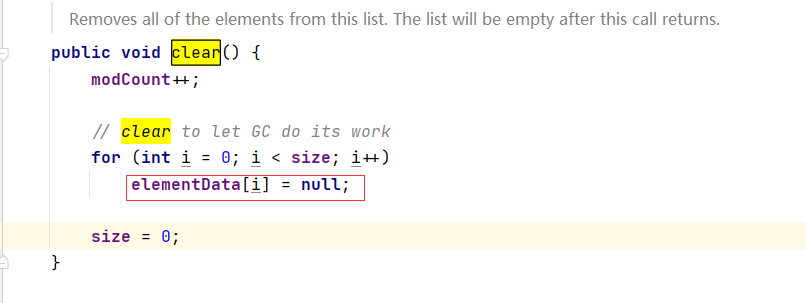 Removes all of the elements from this list. The list will be empty after this call returns.
public void clear() {
modCount++;
// clear to let GC do its work
for (int i = 0; i < size; i++)
elementData[i] = null;
size = 0;
}